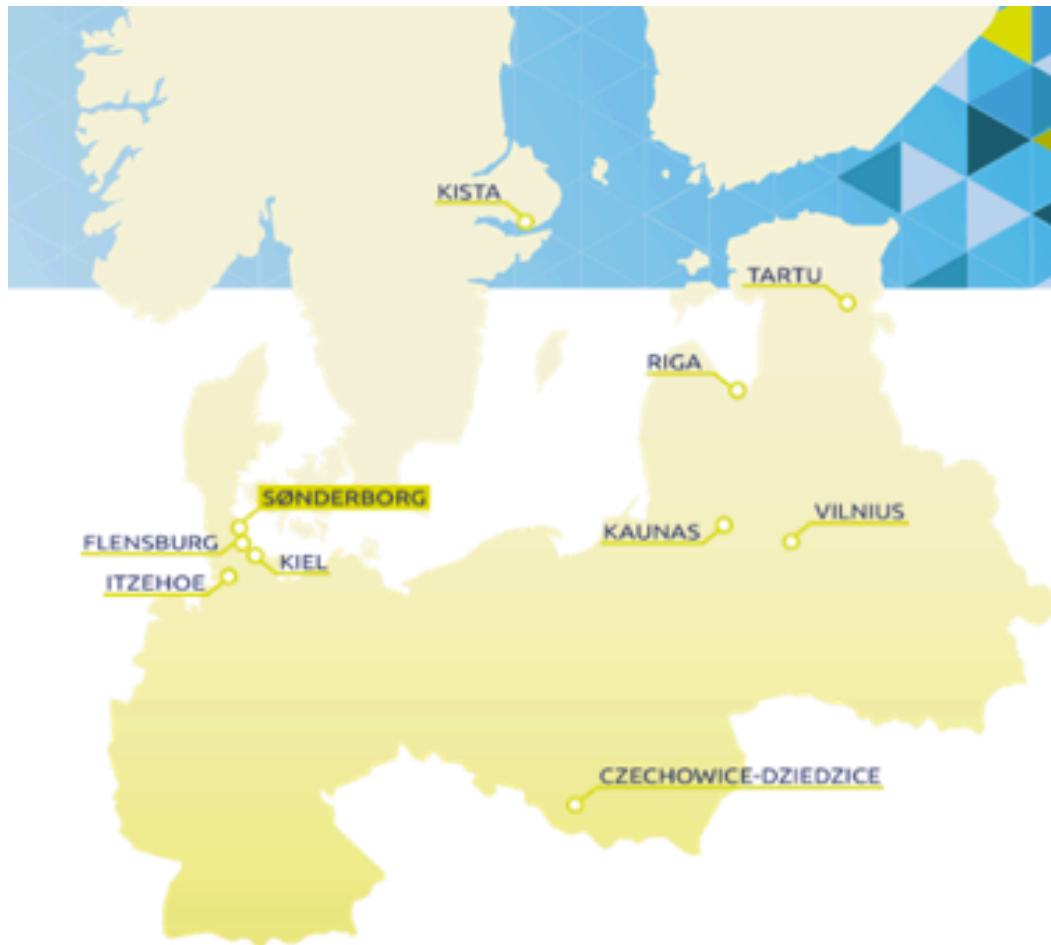 KISTA
TARTU
RIGA
SØNDERBORG
FLENSBURG
KAUNAS
VILNIUS
KIEL
ITZEHOE
CZECHOWICE-DZIEDZICE